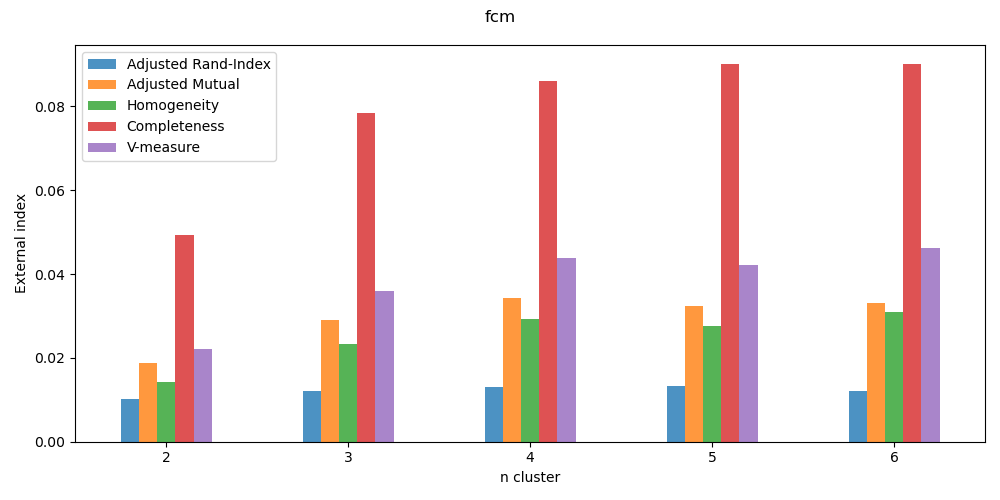 fcm
Adjusted Rand-Index
Adjusted Mutual
Homogeneity
Completeness
V-measure
External index
0.08
0.06
0.04
0.02
0.00
2 3 4 5 6
n cluster